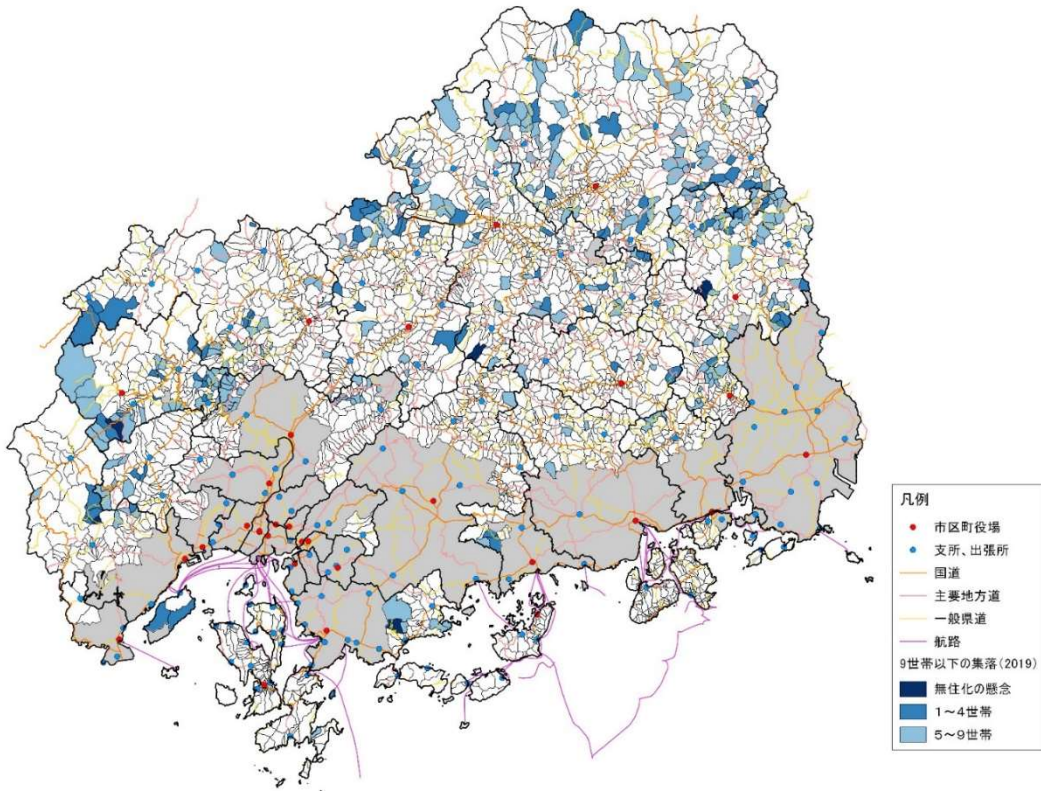 凡例
市区町役場
支所、出張所
国道
主要地方道
一般県道
航路
9世帯以下の集落(2019)
無住化の懸念
1～4世帯
5～9世帯